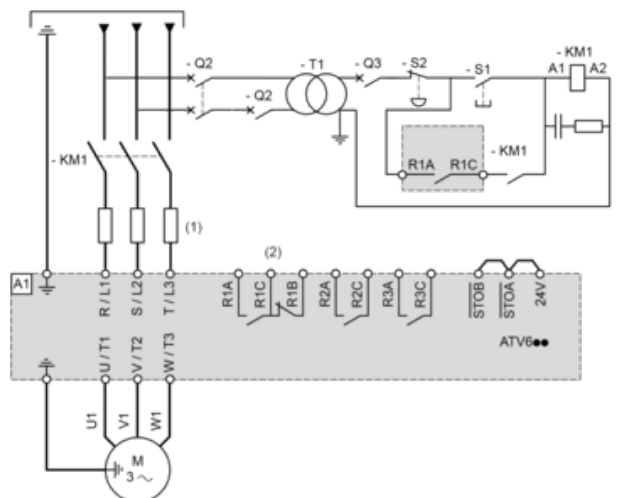 - Q2
- T1
- Q3
- S2
- S1
- KM1
A1
A2
- Q2
- KM1
R1A
R1C
- KM1
(1)
(2)
A1
R / L1
S / L2
T / L3
R1A
R1C
R1B
R2A
R2C
R3A
R3C
STOB
STOA
24V
ATV6●●
U / T1
V / T2
W / T3
U1
V1
W1
M
3 ~